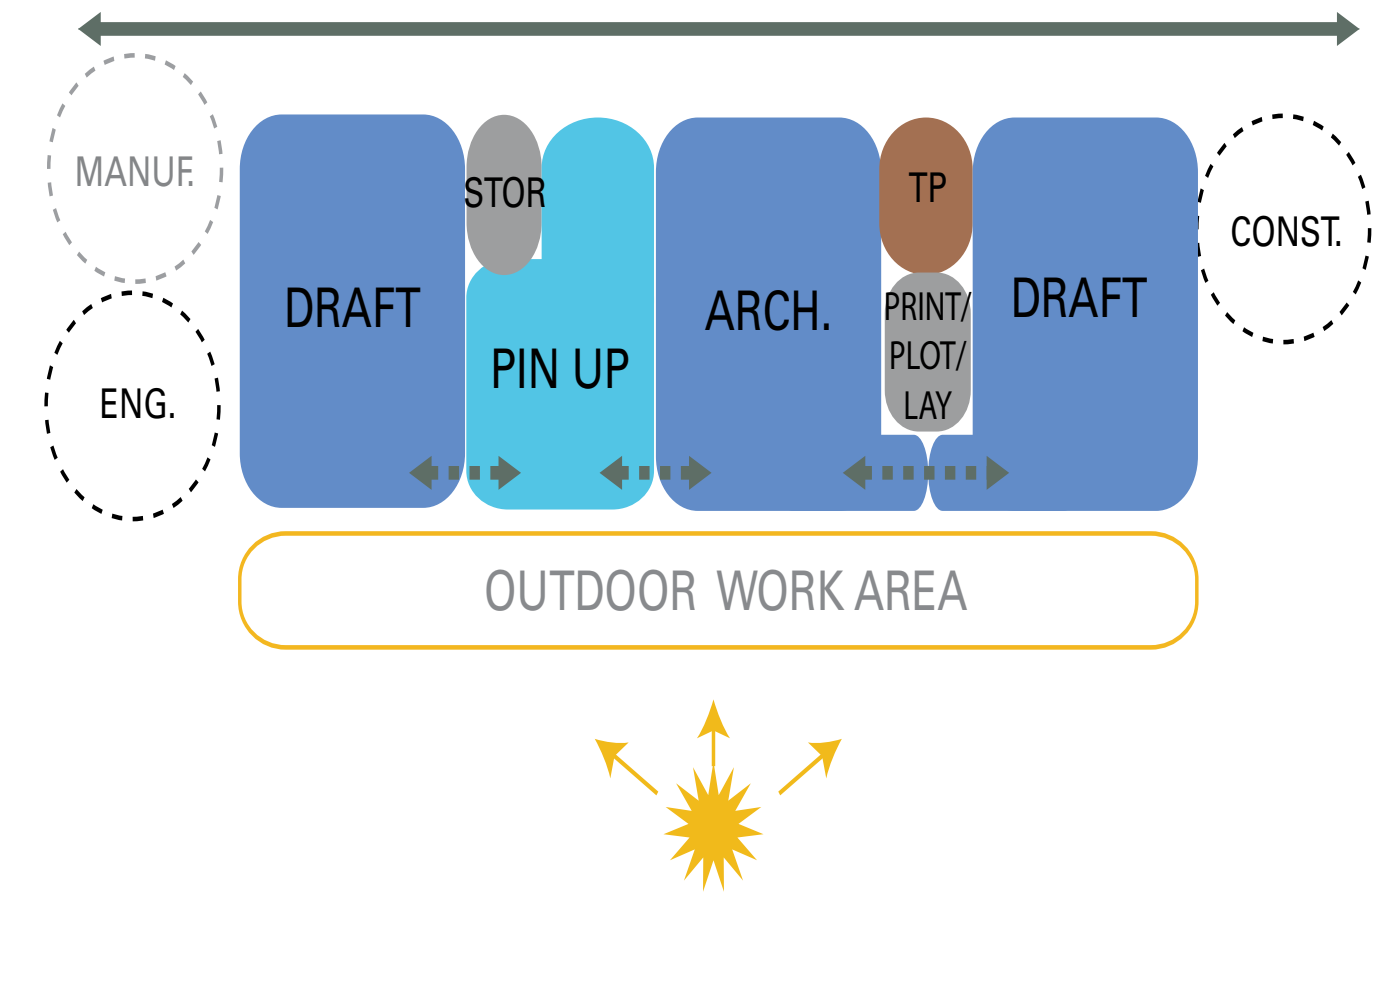 MANUF.
ENG.
DRAFT
STOR
PIN UP
ARCH.
TP
PRINT/
PLOT/
LAY
DRAFT
CONST.
OUTDOOR WORK AREA